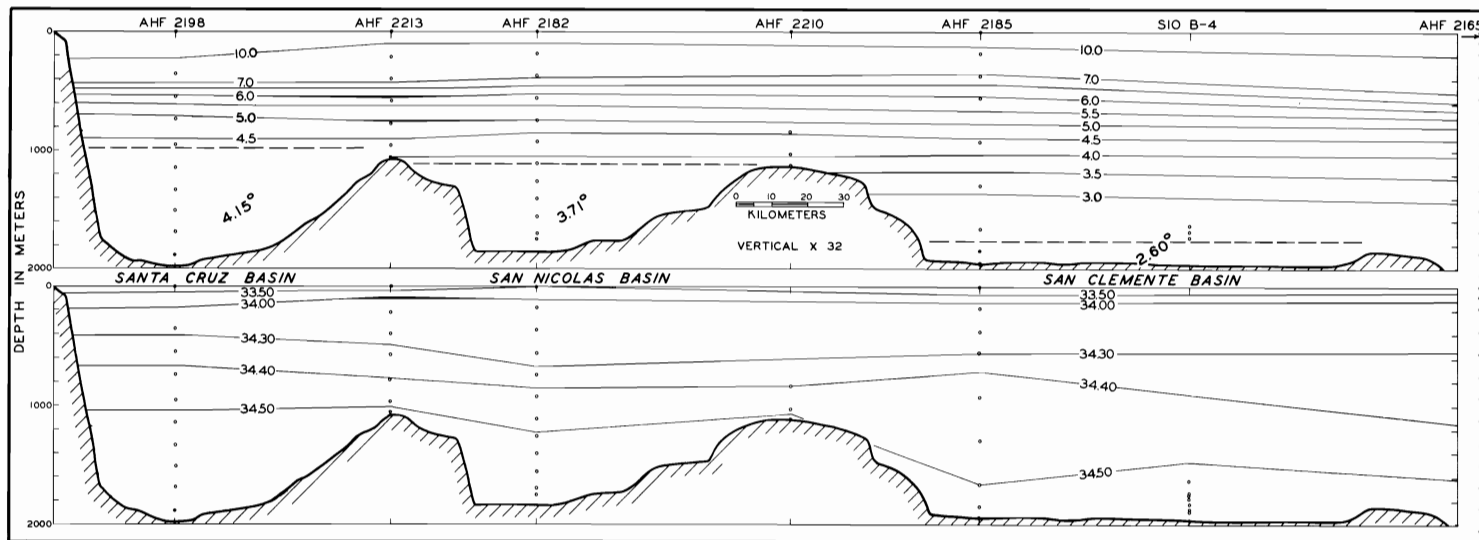 AHF 2198 AHF 2213 AHF 2182 AHF 2210 AHF 2185 SIO B-4 AHF 2165
DEPTH IN METERS
0
10.0 10.0
7.0 7.0
6.0 6.0
5.5
5.0 5.0
4.5 4.5
1000
4.0
3.5
3.0
4.15° 3.71° 2.60°
0 10 20 30
KILOMETERS
VERTICAL X 32
2000
SANTA CRUZ BASIN SAN NICOLAS BASIN SAN CLEMENTE BASIN
0
33.50 33.50
34.00 34.00
34.30 34.30
34.40 34.40
1000
34.50 34.50
2000